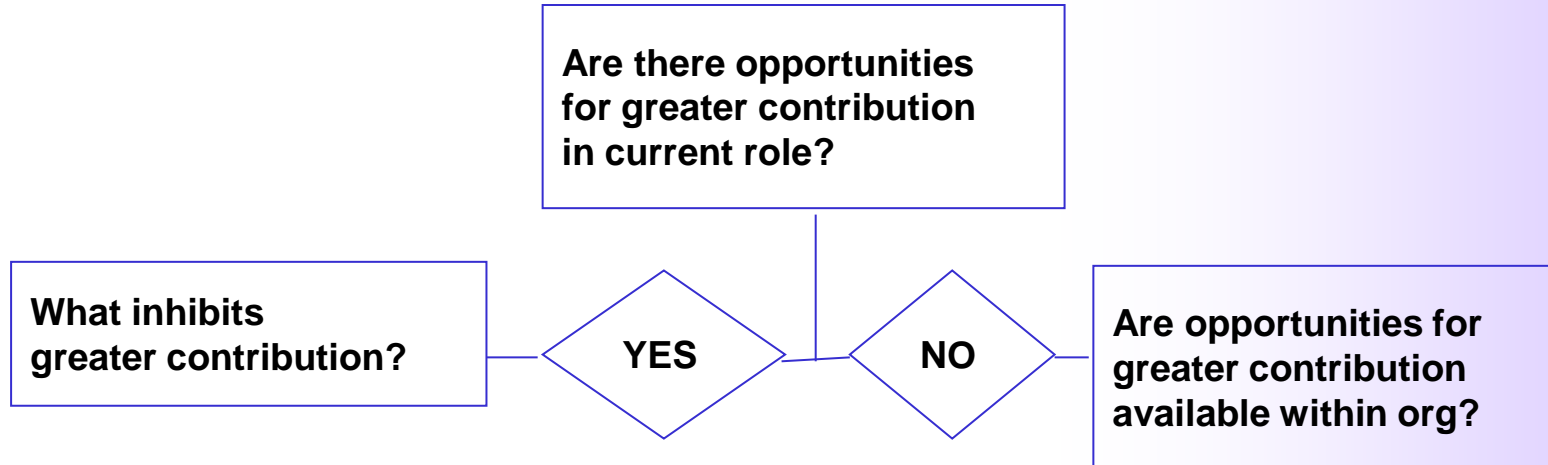 Are there opportunities
for greater contribution
in current role?
What inhibits
greater contribution?
YES
NO
Are opportunities for
greater contribution
available within org?